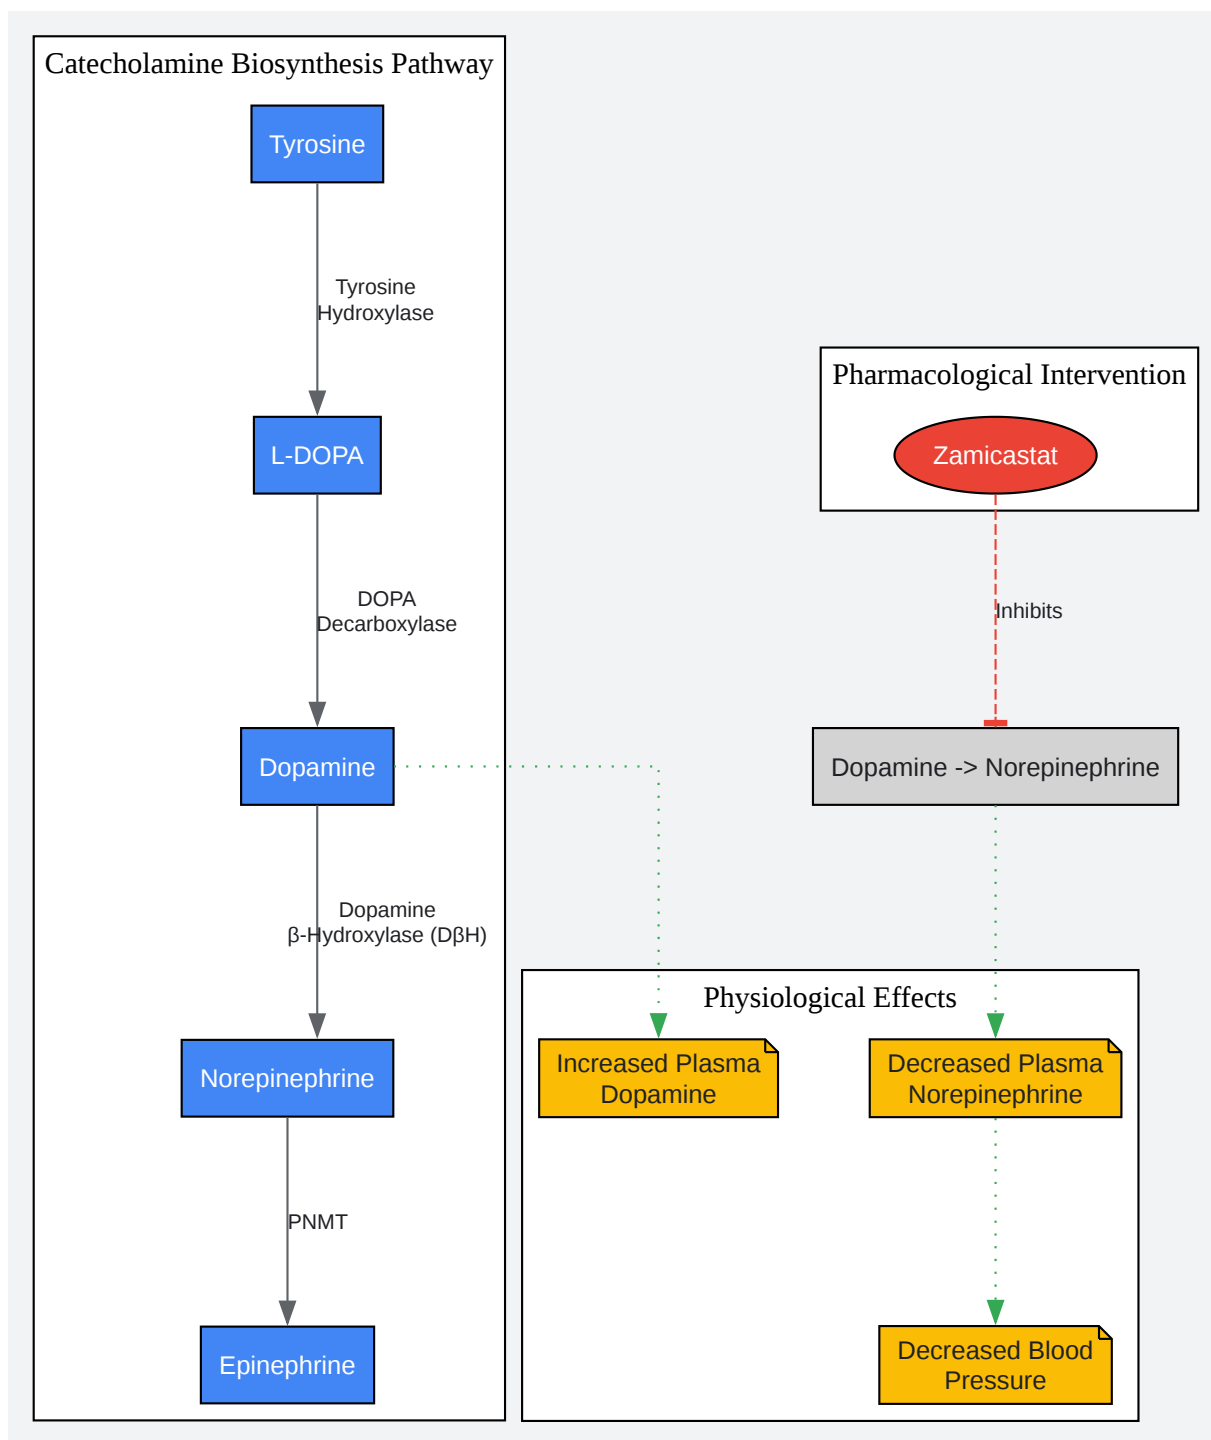 Catecholamine Biosynthesis Pathway
Tyrosine
Tyrosine
Hydroxylase
L-DOPA
DOPA
Decarboxylase
Dopamine
Dopamine
β-Hydroxylase (DβH)
Norepinephrine
PNMT
Epinephrine
Pharmacological Intervention
Zamicastat
Inhibits
Dopamine -> Norepinephrine
Physiological Effects
Increased Plasma
Dopamine
Decreased Plasma
Norepinephrine
Decreased Blood
Pressure